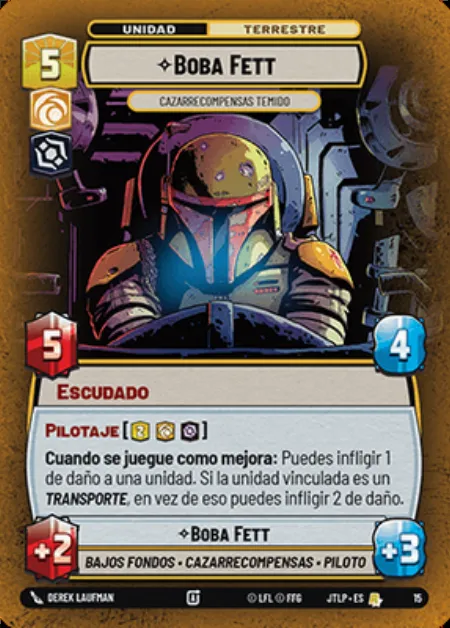 UNIDAD TERRESTRE
5
BOBA FETT
CAZARRECOMPENSAS TEMIDO
5
4
ESCUDADO
PILOTAJE [2]
Cuando se juegue como mejora: Puedes infligir 1
de daño a una unidad. Si la unidad vinculada es un
TRANSPORTE, en vez de eso puedes infligir 2 de daño.
BOBA FETT
+2
+3
BAJOS FONDOS • CAZARRECOMPENSAS • PILOTO
DEREK LAUFMAN © LFL © FFG JTLP • ES 15